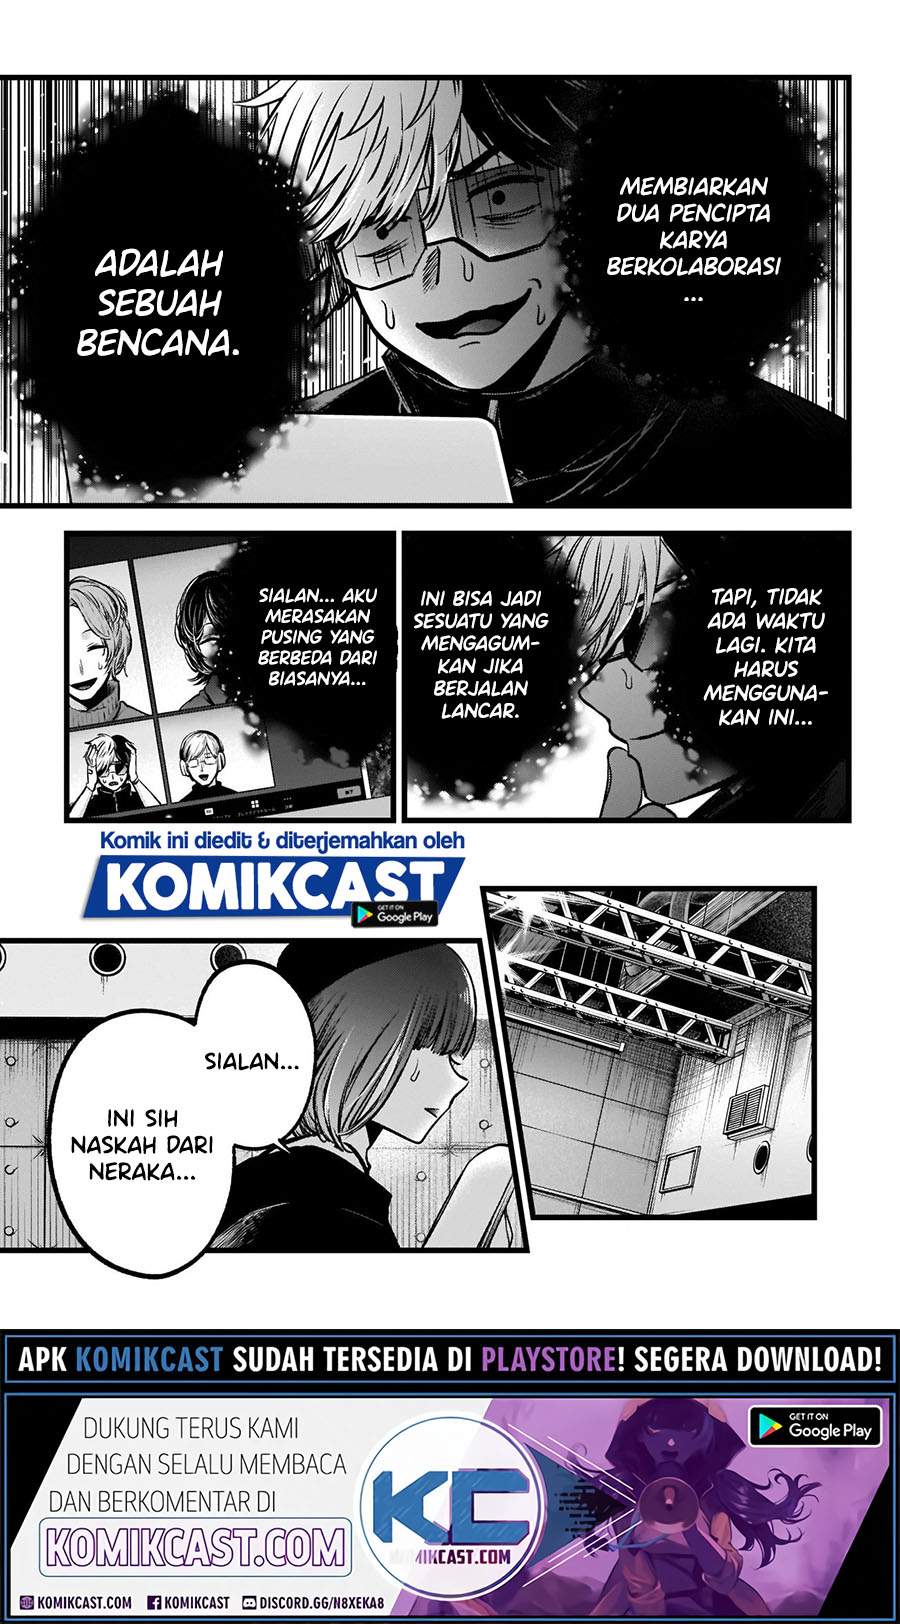 MEMBIARKAN
DUA PENCIPTA
KARYA
BERKOLABORASI
...
ADALAH
SEBUAH
BENCANA.
TAPI, TIDAK
ADA WAKTU
LAGI. KITA
HARUS
MENGGUNA-
KAN INI...
INI BISA JADI
SESUATU YANG
MENGAGUM-
KAN JIKA
BERJALAN
LANCAR.
SIALAN... AKU
MERASAKAN
PUSING YANG
BERBEDA DARI
BIASANYA...
Komik ini diedit & diterjemahkan oleh
KOMIKCAST
GET IT ON
Google Play
SIALAN...
INI SIH
NASKAH DARI
NERAKA...
APK KOMIKCAST SUDAH TERSEDIA DI PLAYSTORE! SEGERA DOWNLOAD!
DUKUNG TERUS KAMI
DENGAN SELALU MEMBACA
DAN BERKOMENTAR DI
KOMIKCAST.COM
KC
KOMIKCAST.COM
GET IT ON
Google Play
KOMIKCAST.COM
KOMIKCAST
DISCORD.GG/N8XEKA8